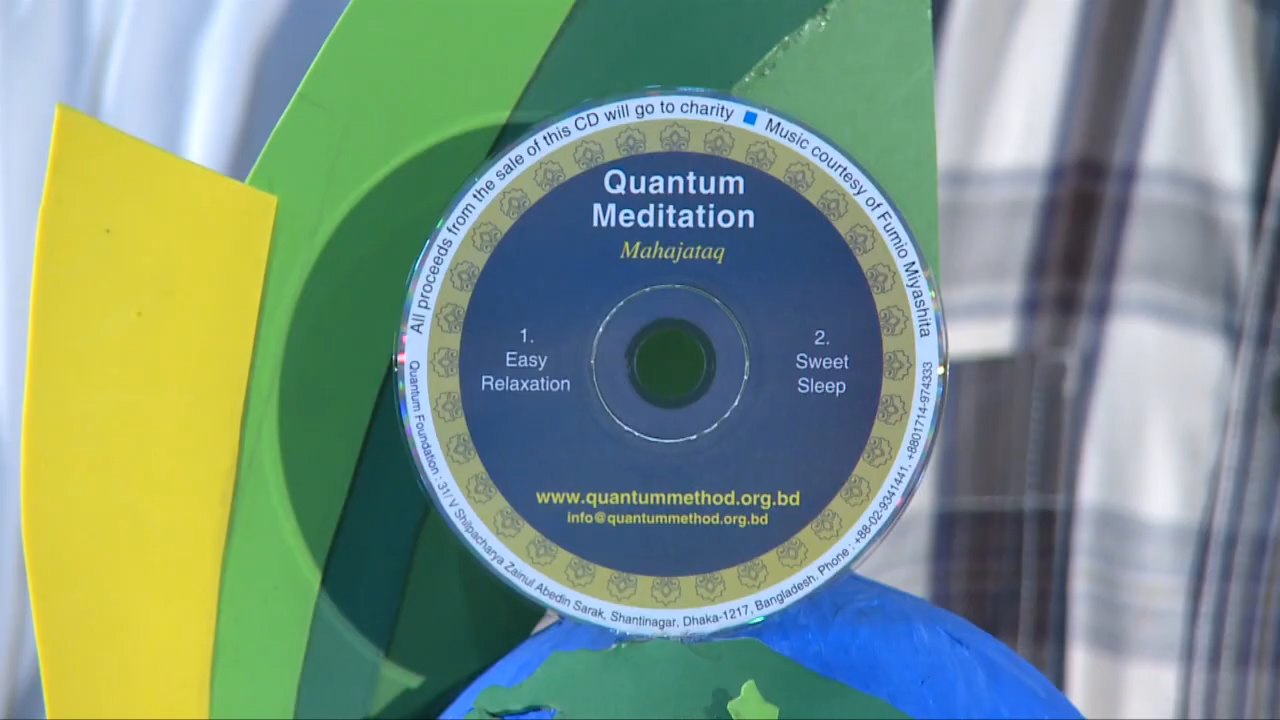 All proceeds from the sale of this CD will go to charity ■ Music courtesy of Fumio Miyashita
Quantum
Meditation
Mahajataq
1.
Easy
Relaxation
2.
Sweet
Sleep
www.quantummethod.org.bd
info@quantummethod.org.bd
Quantum Foundation : 31/ V Shilpacharya Zainul Abedin Sarak, Shantinagar, Dhaka-1217, Bangladesh. Phone : +88-02-9341441, +8801714-974333